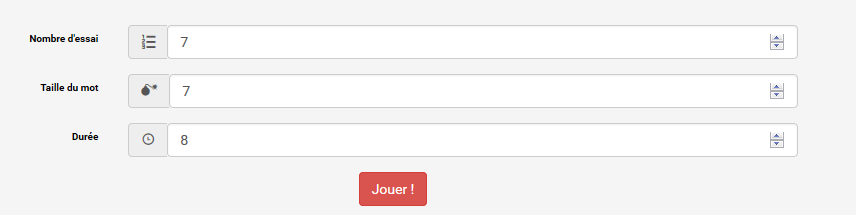 Nombre d'essai 7
Taille du mot 7
Durée 8
Jouer !